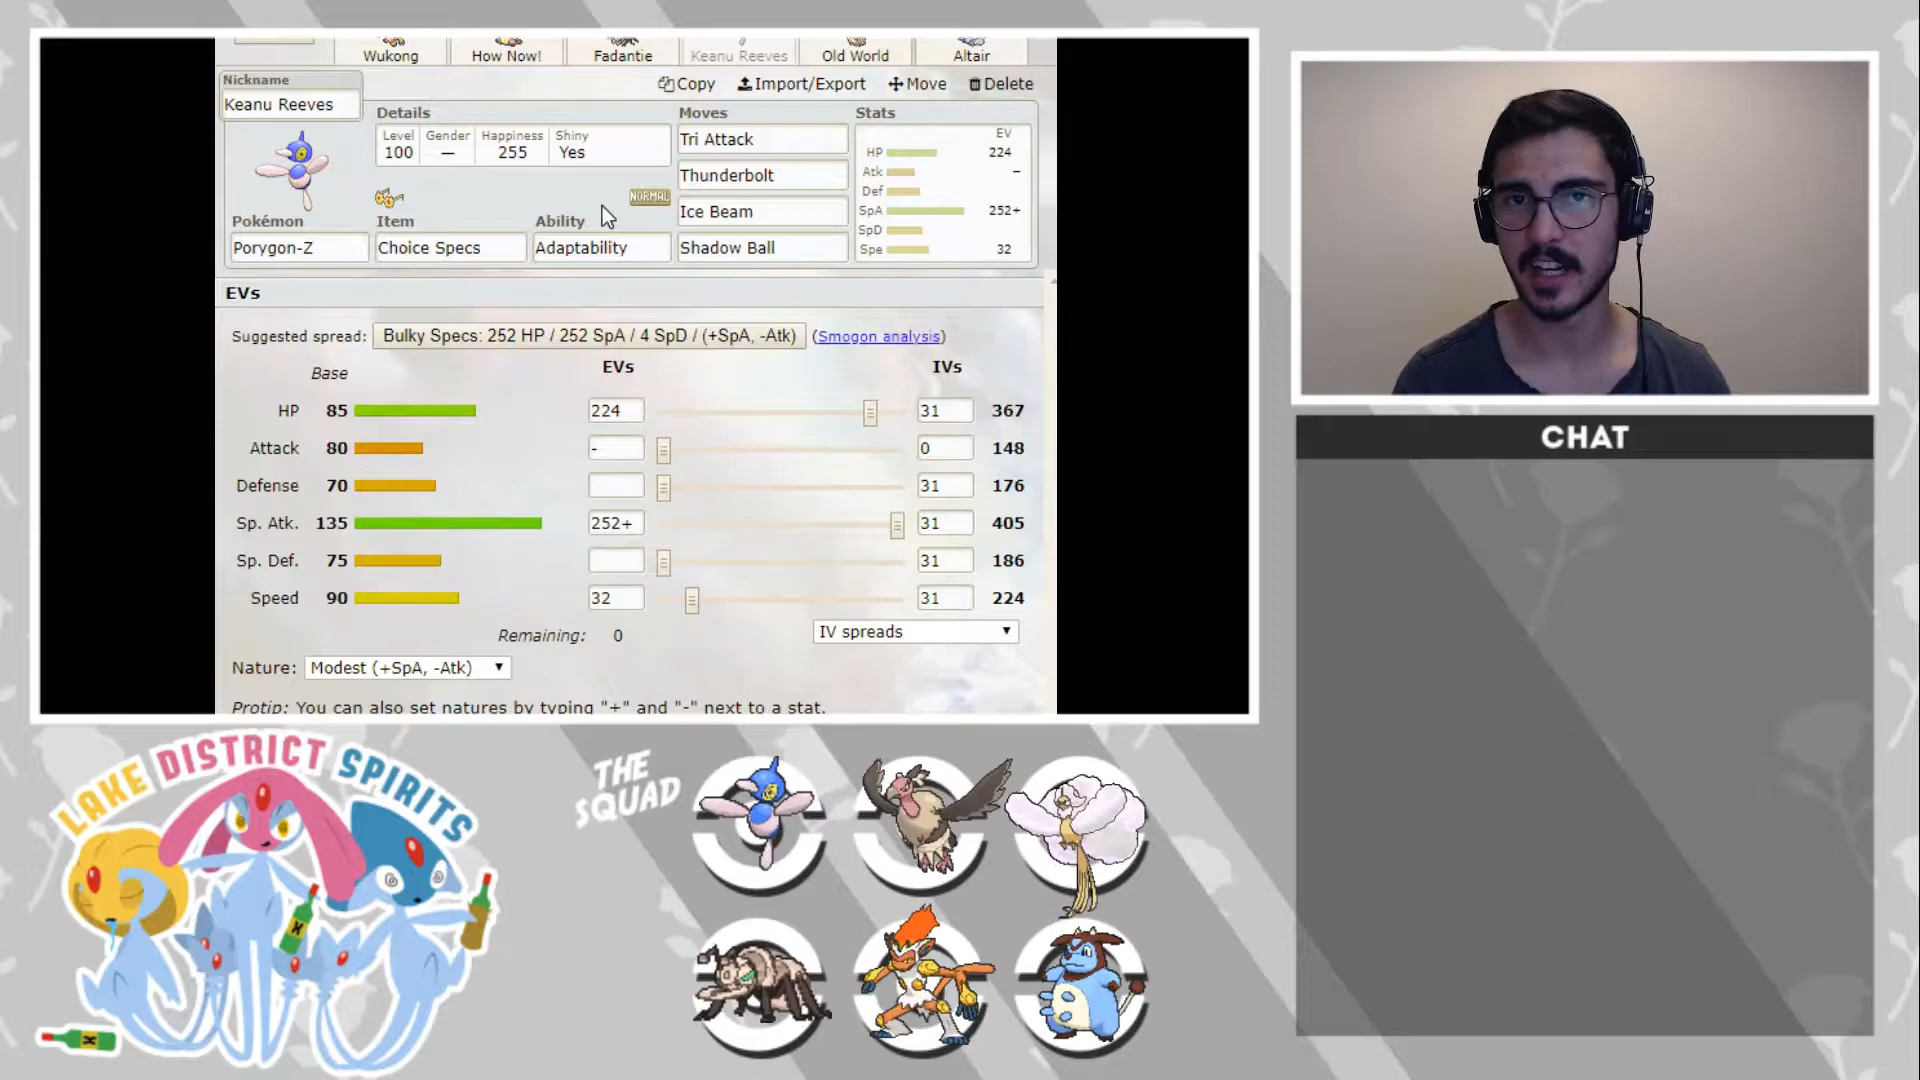 Wukong How Now! Fadantie Keanu Reeves Old World Altair
Nickname
Keanu Reeves
Copy Import/Export Move Delete
Details
Level Gender Happiness Shiny
100 — 255 Yes
NORMAL
Pokémon Item Ability
Porygon-Z Choice Specs Adaptability
Moves
Tri Attack
Thunderbolt
Ice Beam
Shadow Ball
Stats
EV
HP 224
Atk -
Def
SpA 252+
SpD
Spe 32
EVs
Suggested spread: Bulky Specs: 252 HP / 252 SpA / 4 SpD / (+SpA, -Atk) (Smogon analysis)
Base EVs IVs
HP 85 224 31 367
Attack 80 - 0 148
Defense 70 31 176
Sp. Atk. 135 252+ 31 405
Sp. Def. 75 31 186
Speed 90 32 31 224
Remaining: 0
IV spreads
Nature: Modest (+SpA, -Atk)
Protip: You can also set natures by typing "+" and "-" next to a stat.
CHAT
LAKE DISTRICT SPIRITS
THE
SQUAD